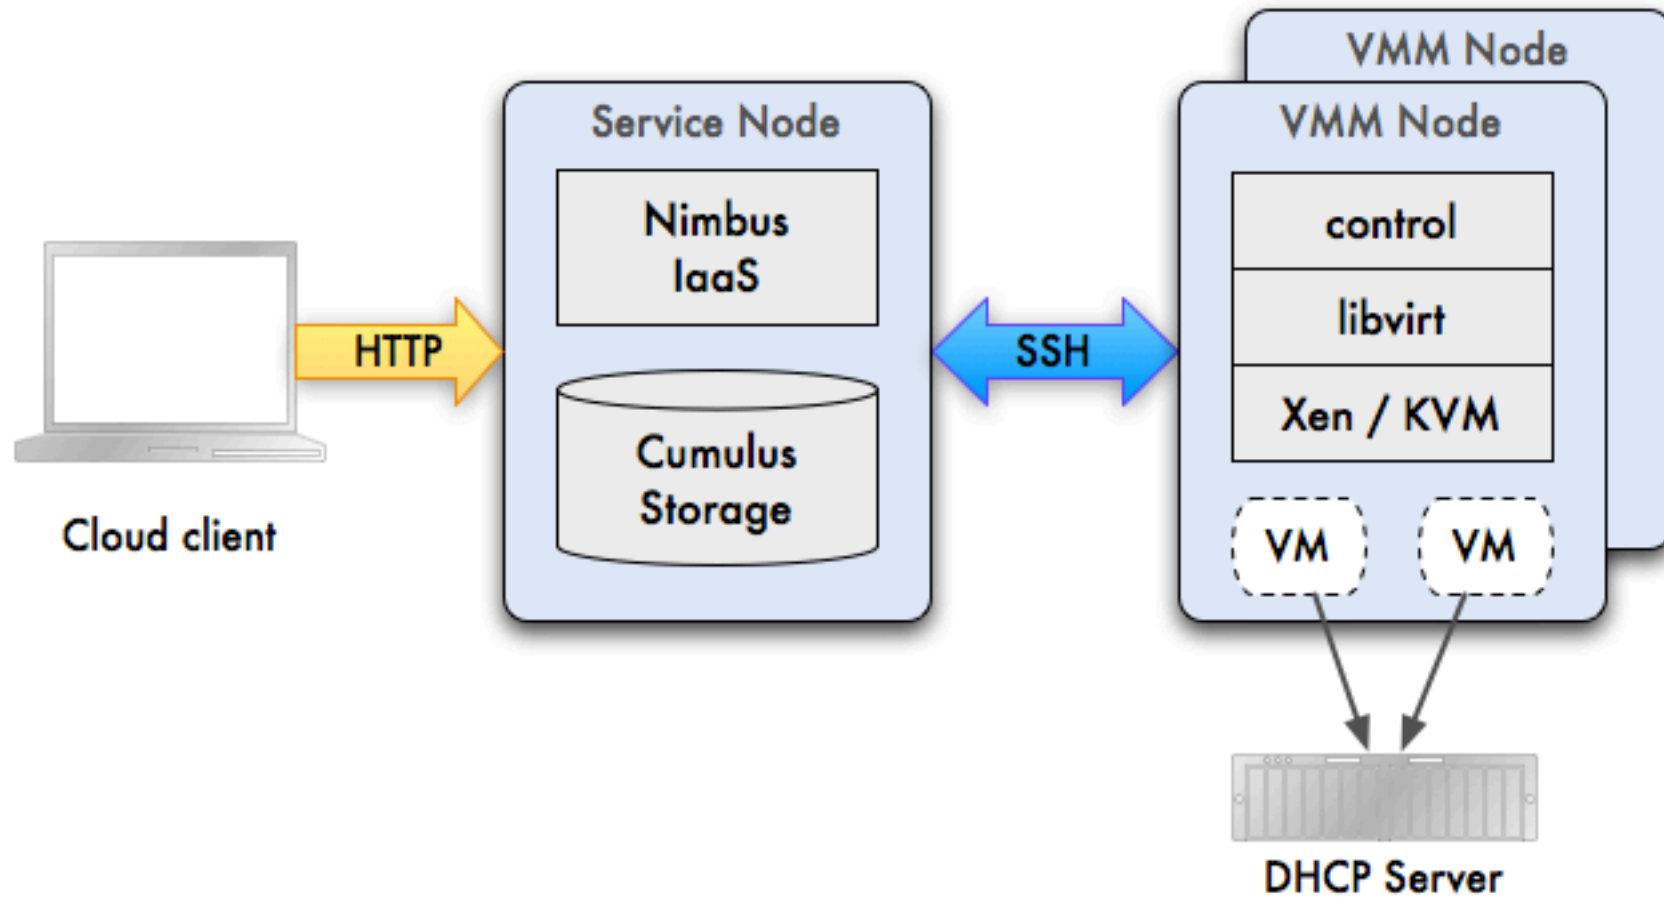 VMM Node
Service Node
VMM Node
Nimbus
IaaS
control
libvirt
HTTP
SSH
Xen / KVM
Cumulus
Storage
Cloud client
VM
VM
DHCP Server